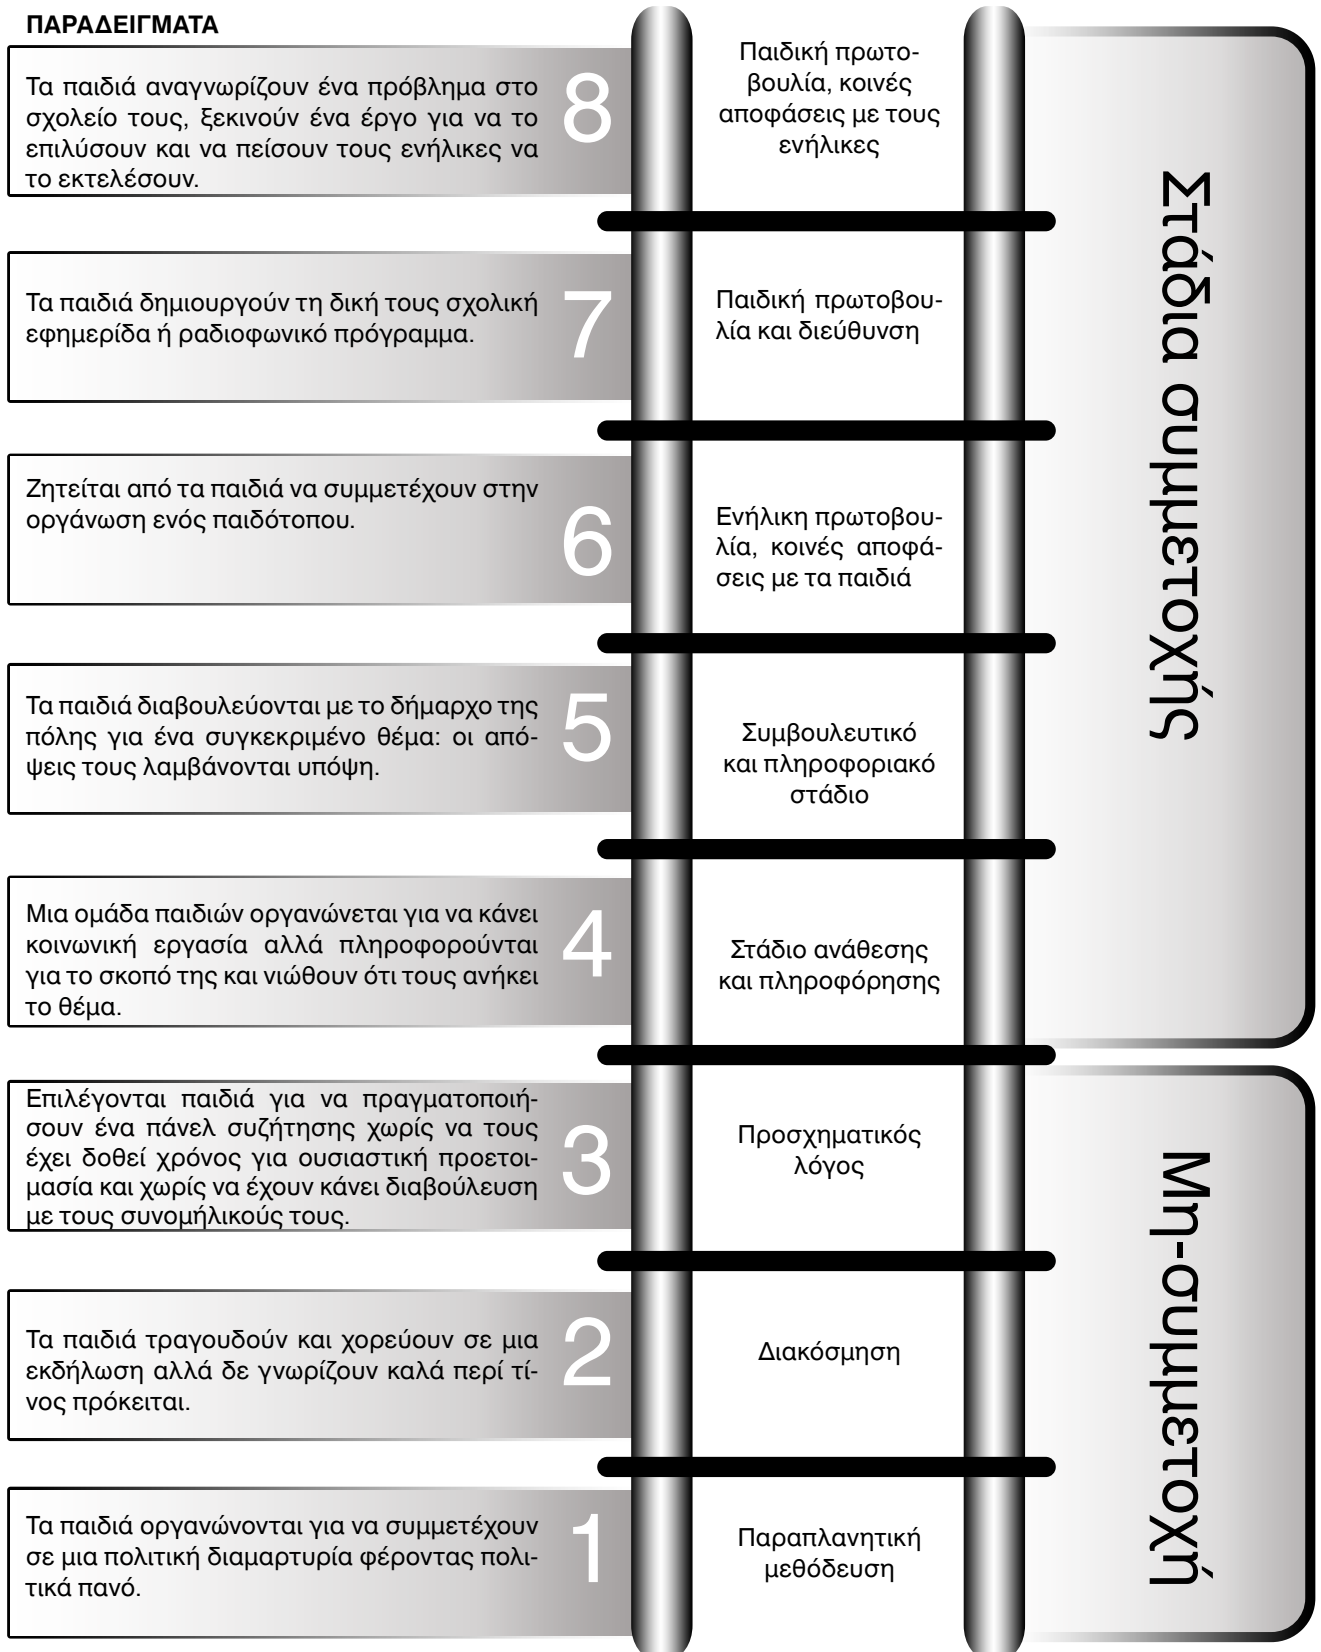 ΠΑΡΑΔΕΙΓΜΑΤΑ
Τα παιδιά αναγνωρίζουν ένα πρόβλημα στο
σχολείο τους, ξεκινούν ένα έργο για να το
επιλύσουν και να πείσουν τους ενήλικες να
το εκτελέσουν.
8
Παιδική πρωτο-
βουλία, κοινές
αποφάσεις με τους
ενήλικες
Τα παιδιά δημιουργούν τη δική τους σχολική
εφημερίδα ή ραδιοφωνικό πρόγραμμα.
7
Παιδική πρωτοβου-
λία και διεύθυνση
Ζητείται από τα παιδιά να συμμετέχουν στην
οργάνωση ενός παιδότοπου.
6
Ενήλικη πρωτοβου-
λία, κοινές αποφά-
σεις με τα παιδιά
Τα παιδιά διαβουλεύονται με το δήμαρχο της
πόλης για ένα συγκεκριμένο θέμα: οι από-
ψεις τους λαμβάνονται υπόψη.
5
Συμβουλευτικό
και πληροφοριακό
στάδιο
Μια ομάδα παιδιών οργανώνεται για να κάνει
κοινωνική εργασία αλλά πληροφορούνται
για το σκοπό της και νιώθουν ότι τους ανήκει
το θέμα.
4
Στάδιο ανάθεσης
και πληροφόρησης
Στάδια συμμετοχής
Επιλέγονται παιδιά για να πραγματοποιή-
σουν ένα πάνελ συζήτησης χωρίς να τους
έχει δοθεί χρόνος για ουσιαστική προετοι-
μασία και χωρίς να έχουν κάνει διαβούλευση
με τους συνομήλικούς τους.
3
Προσχηματικός
λόγος
Τα παιδιά τραγουδούν και χορεύουν σε μια
εκδήλωση αλλά δε γνωρίζουν καλά περί τί-
νος πρόκειται.
2
Διακόσμηση
Τα παιδιά οργανώνονται για να συμμετέχουν
σε μια πολιτική διαμαρτυρία φέροντας πολι-
τικά πανό.
1
Παραπλανητική
μεθόδευση
Μη-συμμετοχή